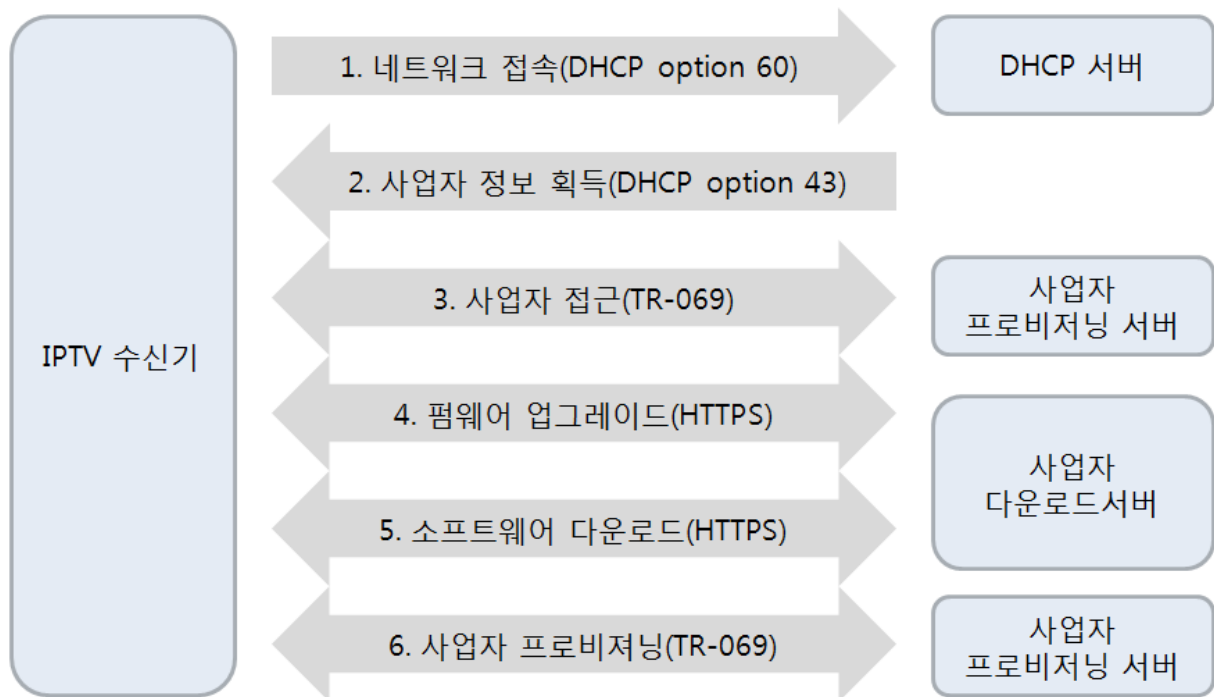 1. 네트워크 접속(DHCP option 60)
DHCP 서버
2. 사업자 정보 획득(DHCP option 43)
3. 사업자 접근(TR-069)
사업자
프로비저닝 서버
IPTV 수신기
4. 펌웨어 업그레이드(HTTPS)
사업자
다운로드서버
5. 소프트웨어 다운로드(HTTPS)
6. 사업자 프로비져닝(TR-069)
사업자
프로비저닝 서버